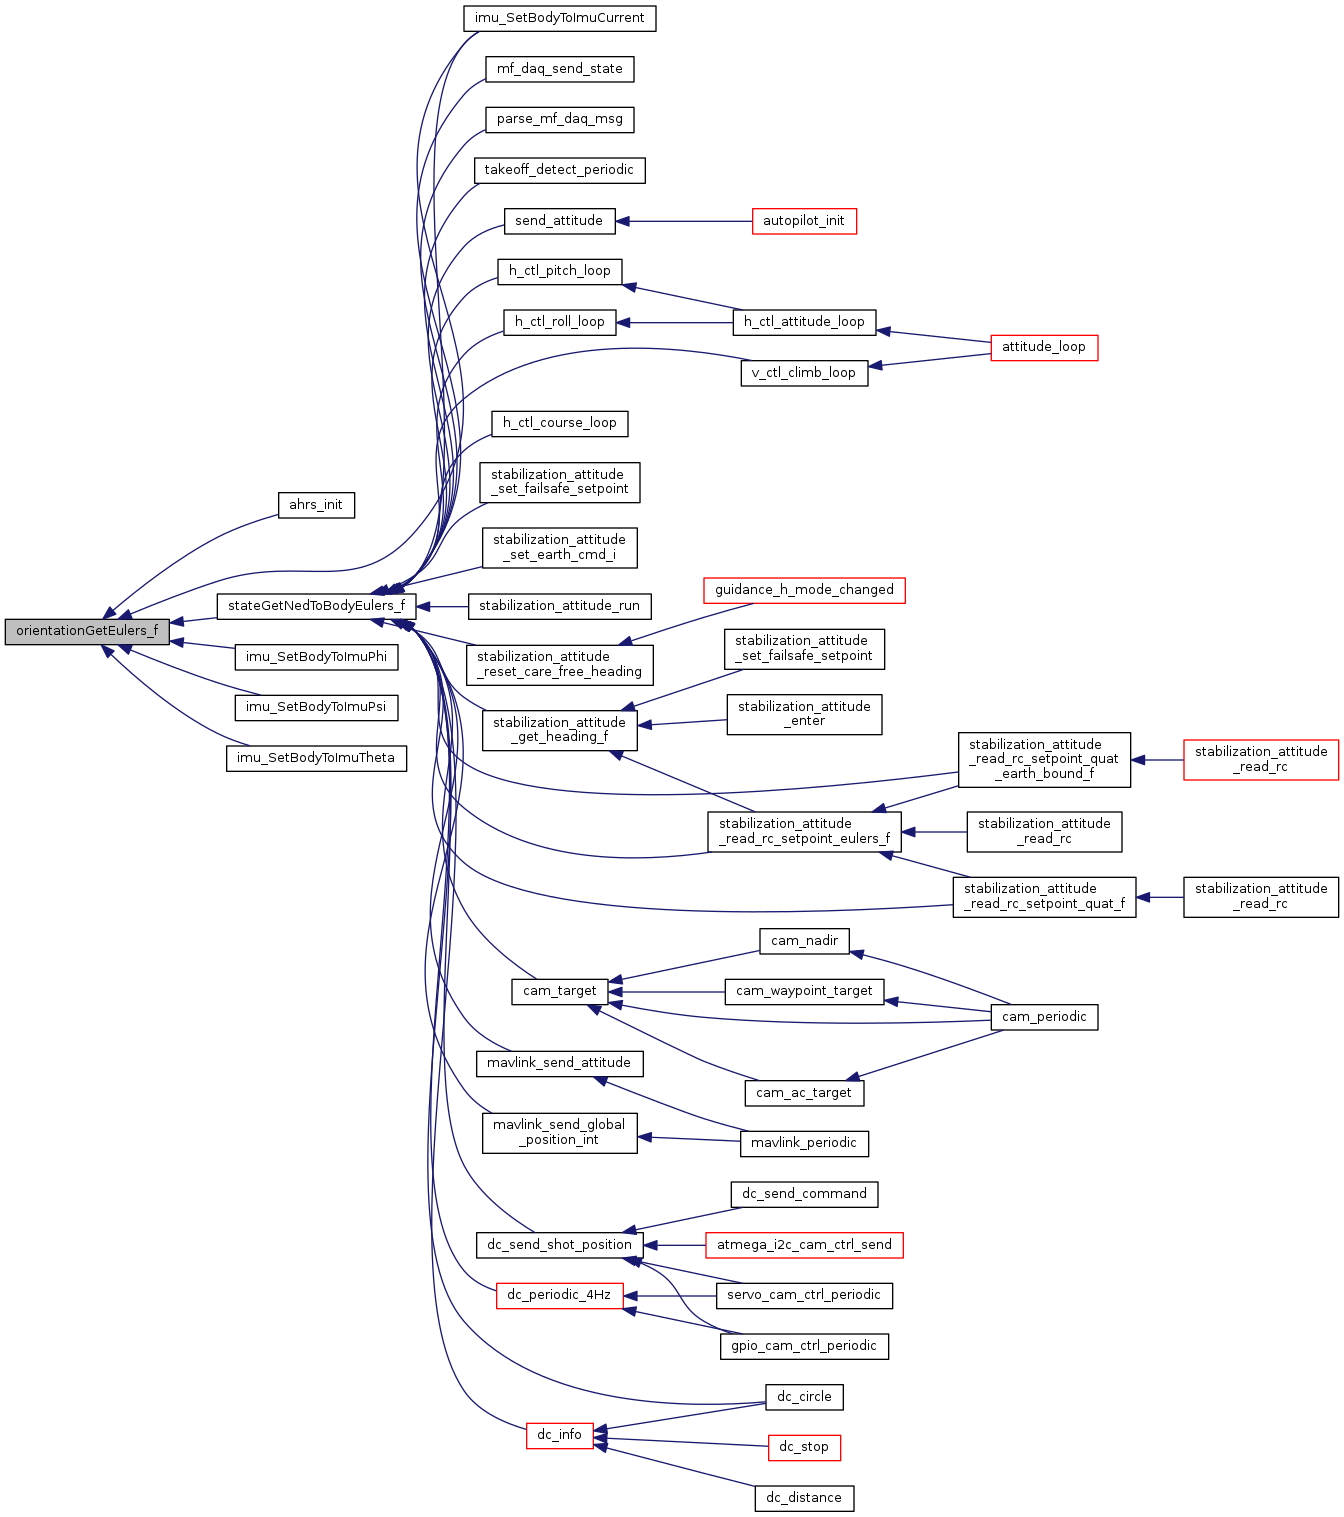 imu_SetBodyToImuCurrent
mf_daq_send_state
parse_mf_daq_msg
takeoff_detect_periodic
send_attitude
autopilot_init
h_ctl_pitch_loop
h_ctl_roll_loop
h_ctl_attitude_loop
attitude_loop
v_ctl_climb_loop
h_ctl_course_loop
stabilization_attitude
_set_failsafe_setpoint
ahrs_init
stabilization_attitude
_set_earth_cmd_i
guidance_h_mode_changed
stateGetNedToBodyEulers_f
stabilization_attitude_run
orientationGetEulers_f
imu_SetBodyToImuPhi
stabilization_attitude
_reset_care_free_heading
stabilization_attitude
_set_failsafe_setpoint
imu_SetBodyToImuPsi
stabilization_attitude
_get_heading_f
stabilization_attitude
_enter
imu_SetBodyToImuTheta
stabilization_attitude
_read_rc_setpoint_quat
_earth_bound_f
stabilization_attitude
_read_rc
stabilization_attitude
_read_rc_setpoint_eulers_f
stabilization_attitude
_read_rc
stabilization_attitude
_read_rc_setpoint_quat_f
stabilization_attitude
_read_rc
cam_nadir
cam_target
cam_waypoint_target
cam_periodic
mavlink_send_attitude
cam_ac_target
mavlink_send_global
_position_int
mavlink_periodic
dc_send_command
dc_send_shot_position
atmega_i2c_cam_ctrl_send
dc_periodic_4Hz
servo_cam_ctrl_periodic
gpio_cam_ctrl_periodic
dc_circle
dc_info
dc_stop
dc_distance